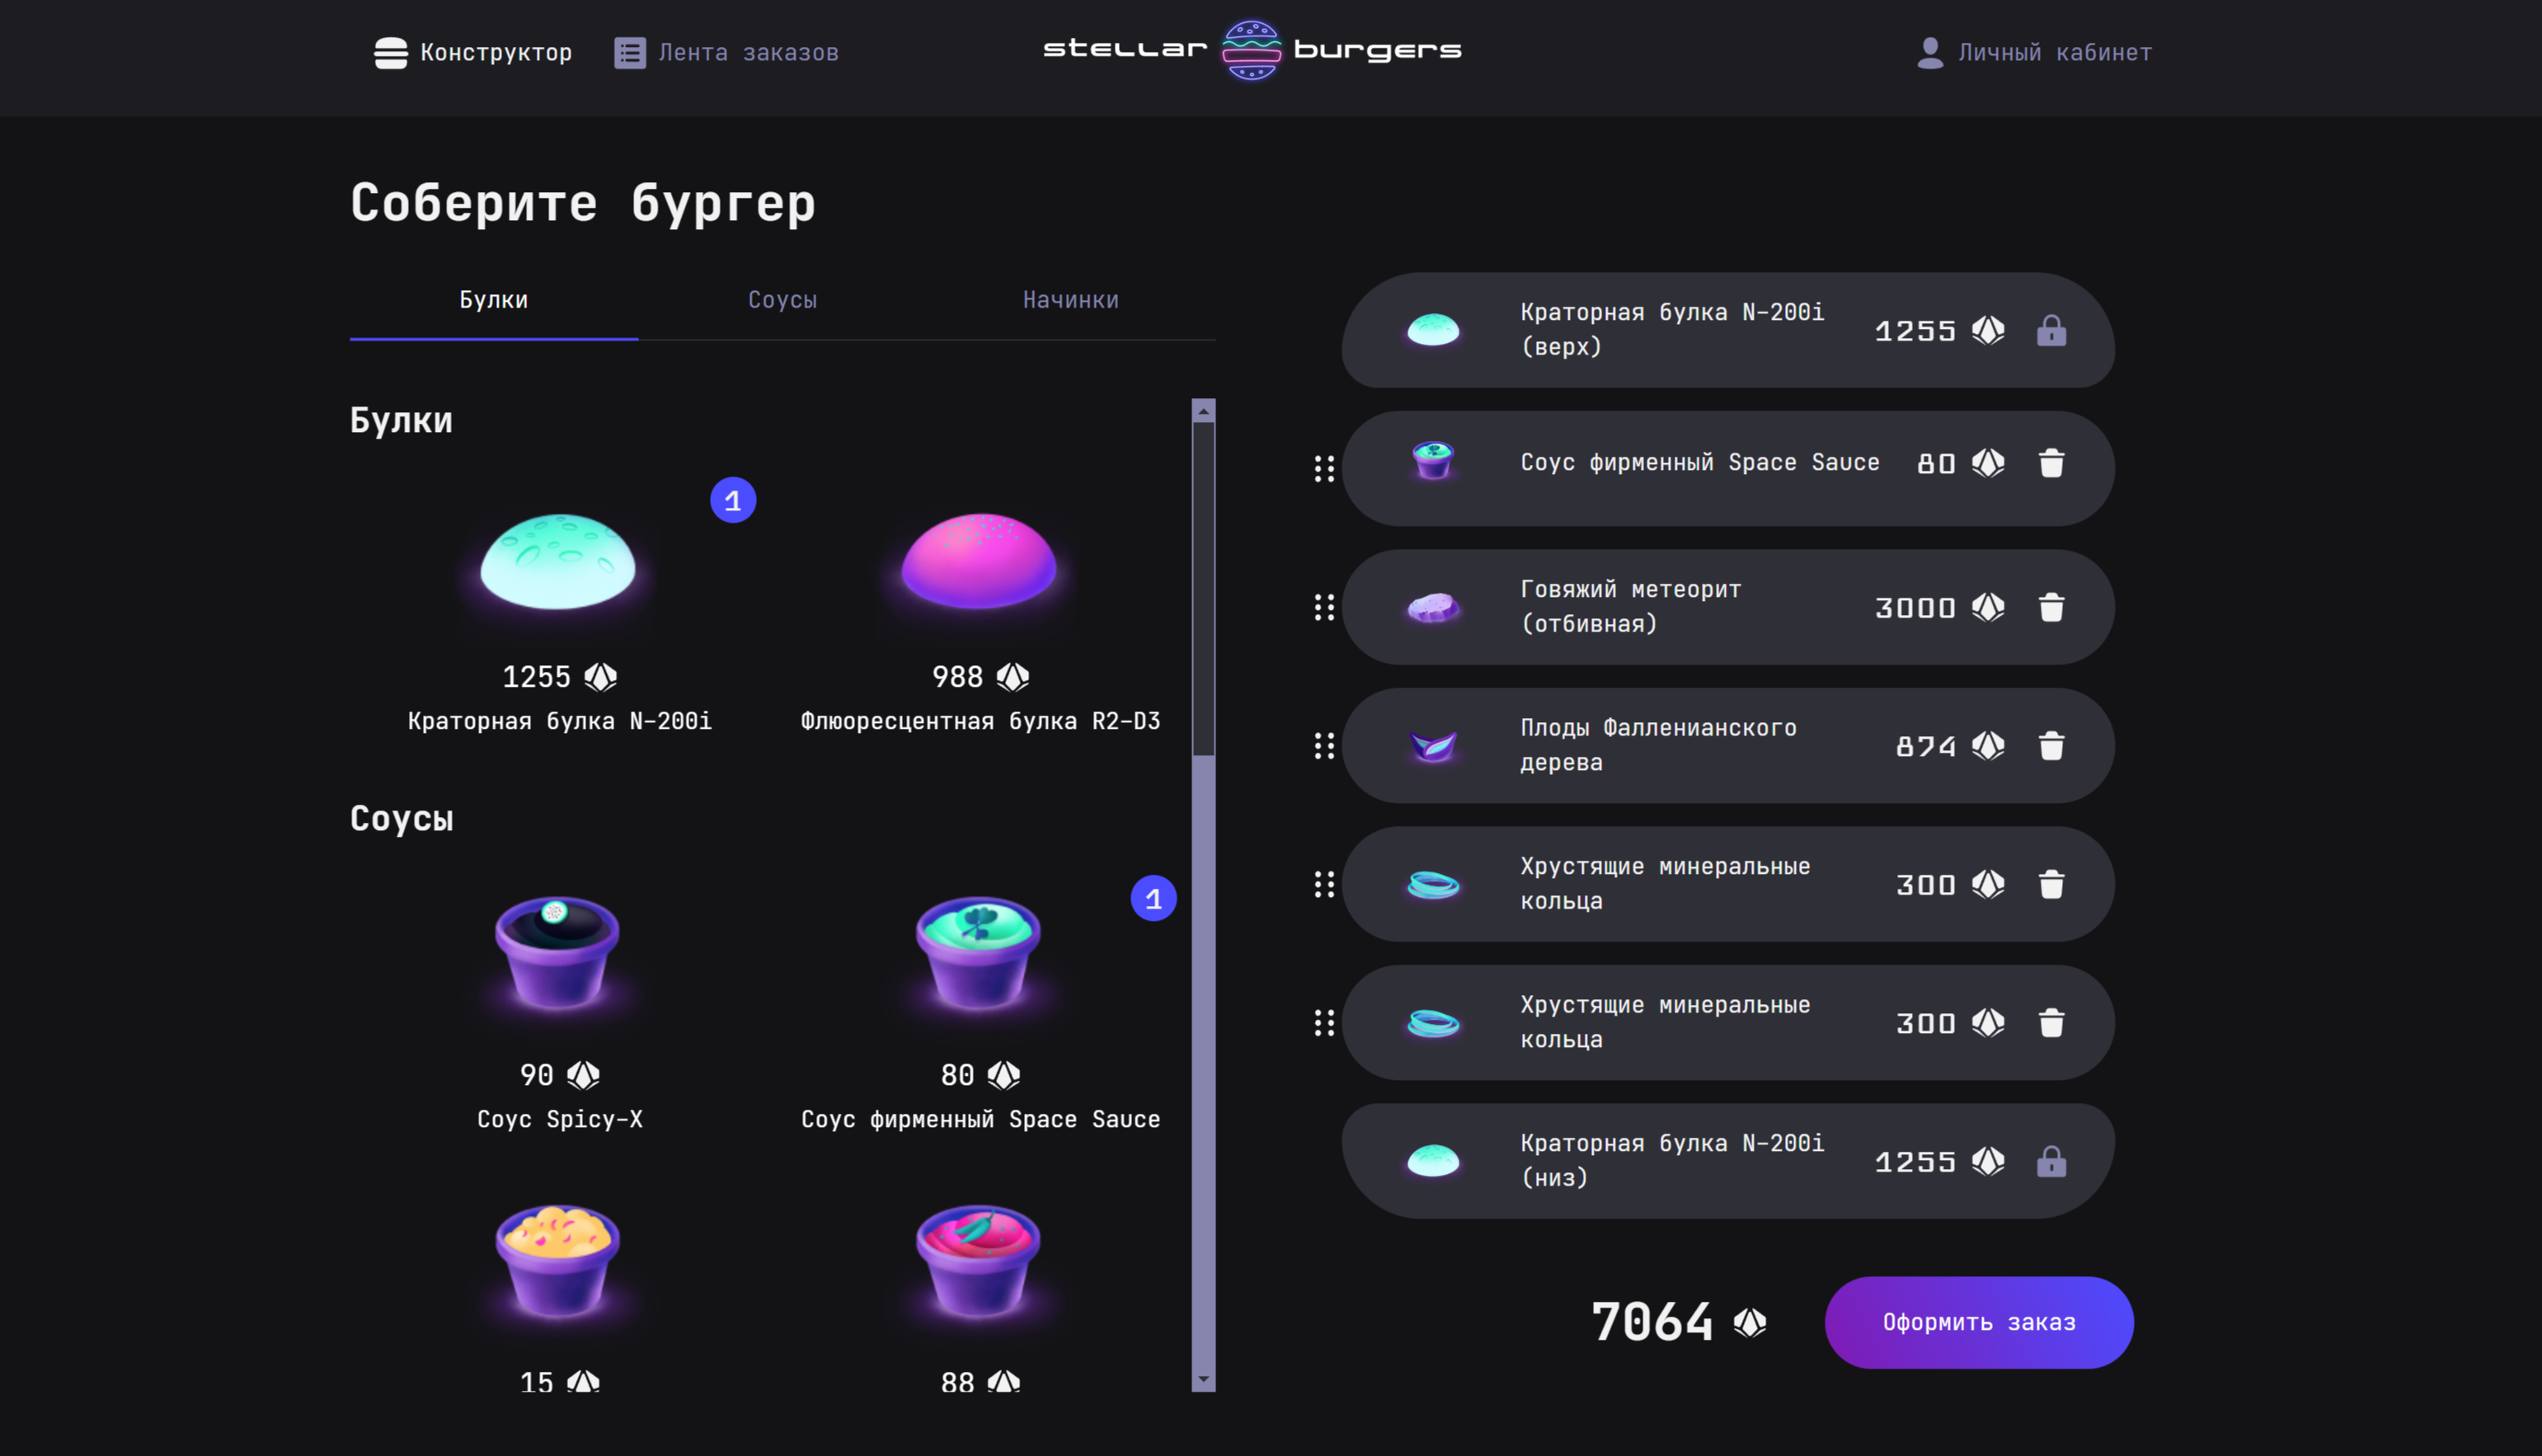 Конструктор
Лента заказов
stellar burgers
Личный кабинет
Соберите бургер
Булки
Соусы
Начинки
Булки
1
1255
Краторная булка N-200i
988
Флюоресцентная булка R2-D3
Соусы
90
Соус Spicy-X
1
80
Соус фирменный Space Sauce
15
88
Краторная булка N-200i
(верх)
1255
Соус фирменный Space Sauce
80
Говяжий метеорит
(отбивная)
3000
Плоды Фалленианского
дерева
874
Хрустящие минеральные
кольца
300
Хрустящие минеральные
кольца
300
Краторная булка N-200i
(низ)
1255
7064
Оформить заказ